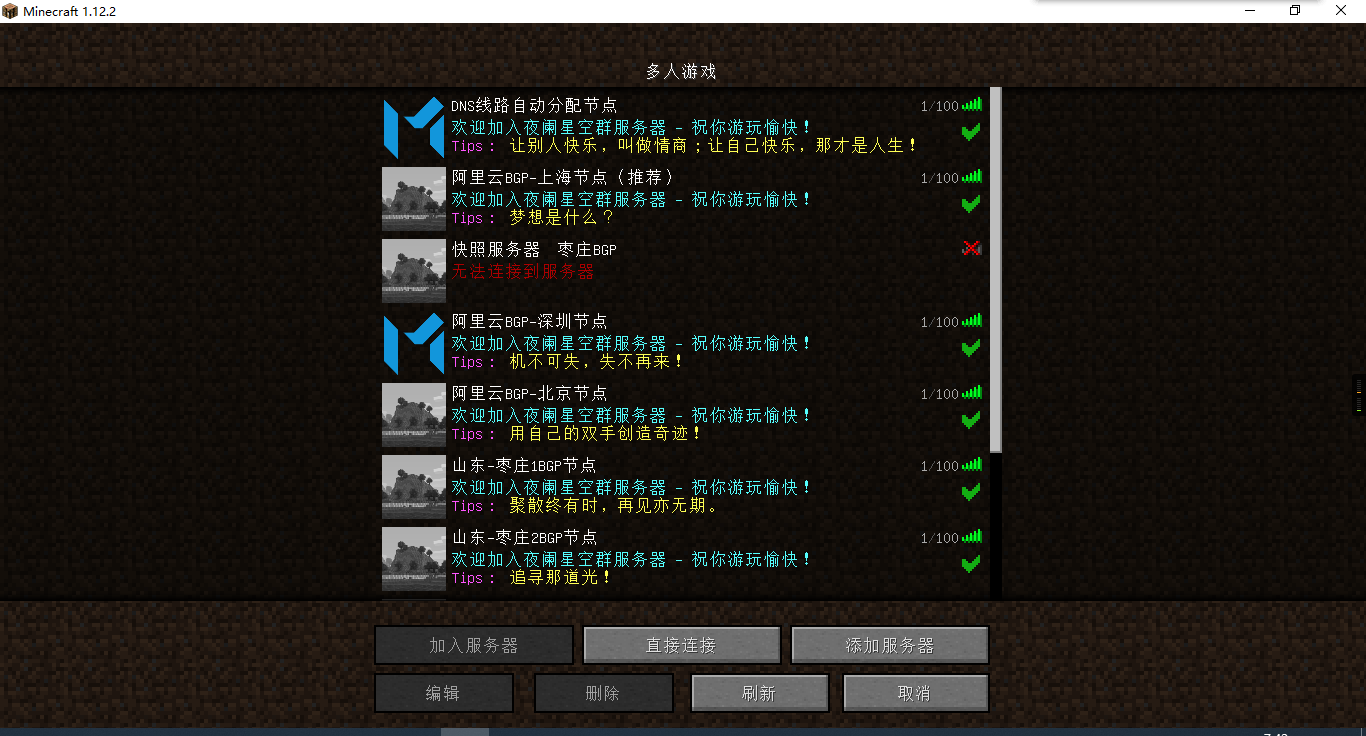 Minecraft 1.12.2
多人游戏
DNS线路自动分配节点
1/100
欢迎加入夜阑星空群服务器 - 祝你游玩愉快！
Tips： 让别人快乐，叫做情商；让自己快乐，那才是人生！
阿里云BGP-上海节点（推荐）
1/100
欢迎加入夜阑星空群服务器 - 祝你游玩愉快！
Tips： 梦想是什么？
快照服务器　枣庄BGP
无法连接到服务器
阿里云BGP-深圳节点
1/100
欢迎加入夜阑星空群服务器 - 祝你游玩愉快！
Tips： 机不可失，失不再来！
阿里云BGP-北京节点
1/100
欢迎加入夜阑星空群服务器 - 祝你游玩愉快！
Tips： 用自己的双手创造奇迹！
山东-枣庄1BGP节点
1/100
欢迎加入夜阑星空群服务器 - 祝你游玩愉快！
Tips： 聚散终有时，再见亦无期。
山东-枣庄2BGP节点
1/100
欢迎加入夜阑星空群服务器 - 祝你游玩愉快！
Tips： 追寻那道光！
加入服务器
直接连接
添加服务器
编辑
删除
刷新
取消